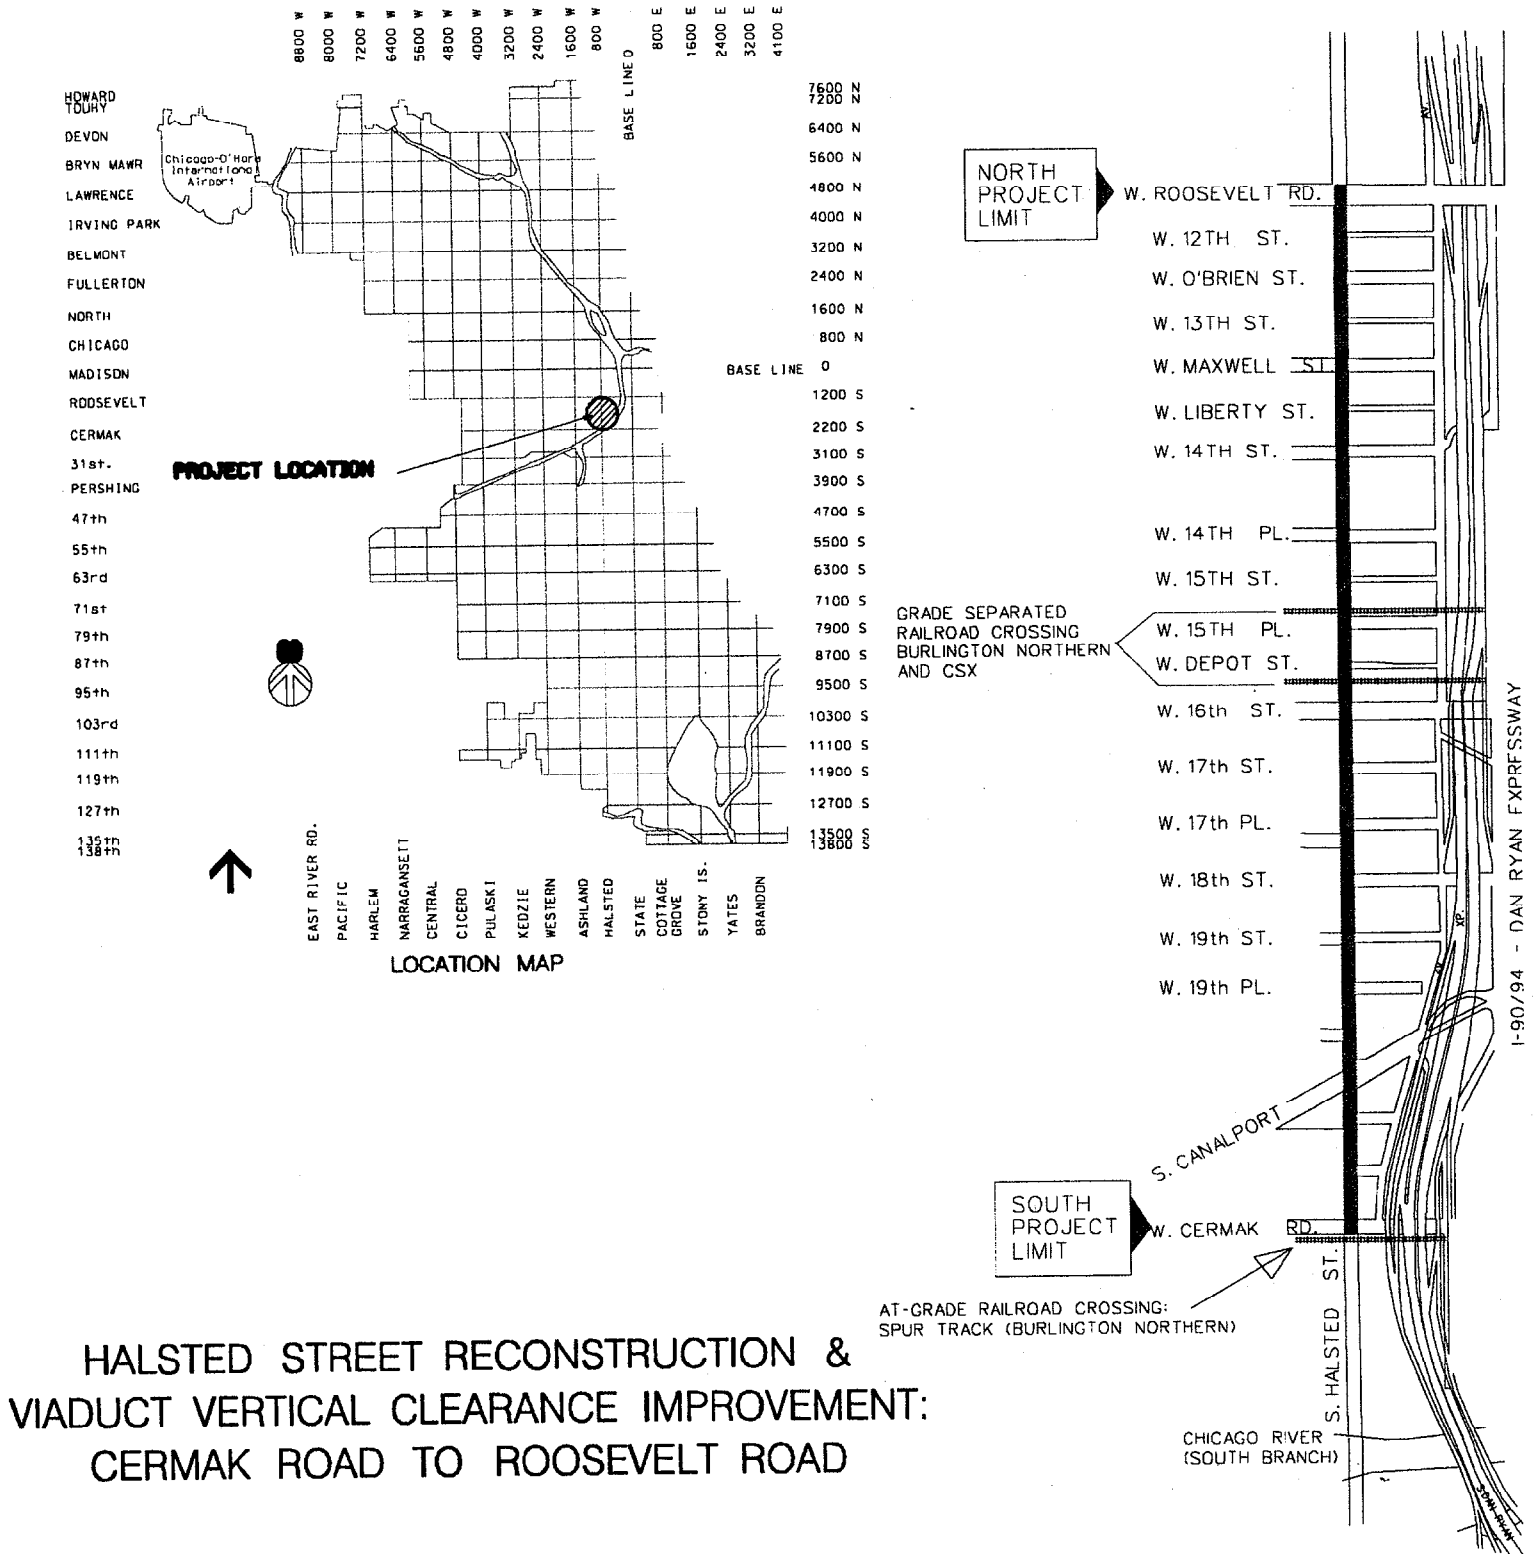 8800 W
8000 W
7200 W
6400 W
5600 W
4800 W
4000 W
3200 W
2400 W
1600 W
800 W
BASE LINE 0
800 E
1600 E
2400 E
3200 E
4100 E
HOWARD
TOUHY
DEVON
BRYN MAWR
LAWRENCE
IRVING PARK
BELMONT
FULLERTON
NORTH
CHICAGO
MADISON
ROOSEVELT
CERMAK
31st.
PERSHING
47th
55th
63rd
71st
79th
87th
95th
103rd
111th
119th
127th
135th
138th
Chicago-O'Hare
International
Airport
PROJECT LOCATION
7600 N
7200 N
6400 N
5600 N
4800 N
4000 N
3200 N
2400 N
1600 N
800 N
BASE LINE 0
1200 S
2200 S
3100 S
3900 S
4700 S
5500 S
6300 S
7100 S
7900 S
8700 S
9500 S
10300 S
11100 S
11900 S
12700 S
13500 S
13800 S
EAST RIVER RD.
PACIFIC
HARLEM
NARRAGANSETT
CENTRAL
CICERO
PULASKI
KEDZIE
WESTERN
ASHLAND
HALSTED
STATE
COTTAGE
GROVE
STONY IS.
YATES
BRANDON
LOCATION MAP
NORTH
PROJECT
LIMIT
W. ROOSEVELT RD.
W. 12TH ST.
W. O'BRIEN ST.
W. 13TH ST.
W. MAXWELL ST
W. LIBERTY ST.
W. 14TH ST.
W. 14TH PL.
W. 15TH ST.
GRADE SEPARATED
RAILROAD CROSSING
BURLINGTON NORTHERN
AND CSX
W. 15TH PL.
W. DEPOT ST.
W. 16th ST.
W. 17th ST.
W. 17th PL.
W. 18th ST.
W. 19th ST.
W. 19th PL.
S. CANALPORT
SOUTH
PROJECT
LIMIT
W. CERMAK RD.
AT-GRADE RAILROAD CROSSING:
SPUR TRACK (BURLINGTON NORTHERN)
S. HALSTED ST.
CHICAGO RIVER
(SOUTH BRANCH)
I-90/94 - DAN RYAN EXPRESSWAY
AV.
XP.
AV.
RYAN
HALSTED STREET RECONSTRUCTION &
VIADUCT VERTICAL CLEARANCE IMPROVEMENT:
CERMAK ROAD TO ROOSEVELT ROAD